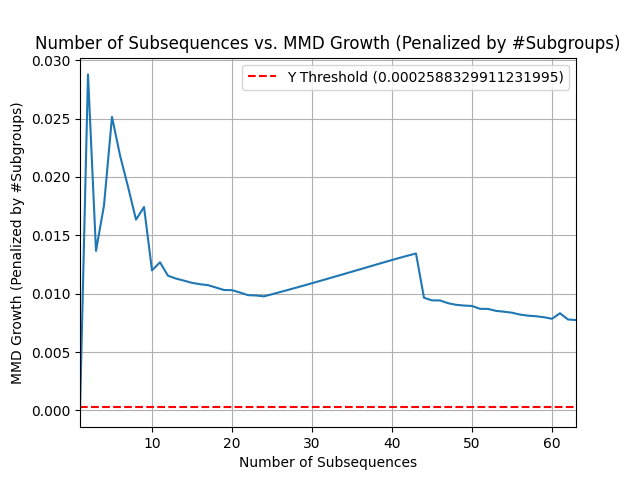 Number of Subsequences vs. MMD Growth (Penalized by #Subgroups)
Y Threshold (0.0002588329911231995)
MMD Growth (Penalized by #Subgroups)
0.030
0.025
0.020
0.015
0.010
0.005
0.000
10 20 30 40 50 60
Number of Subsequences